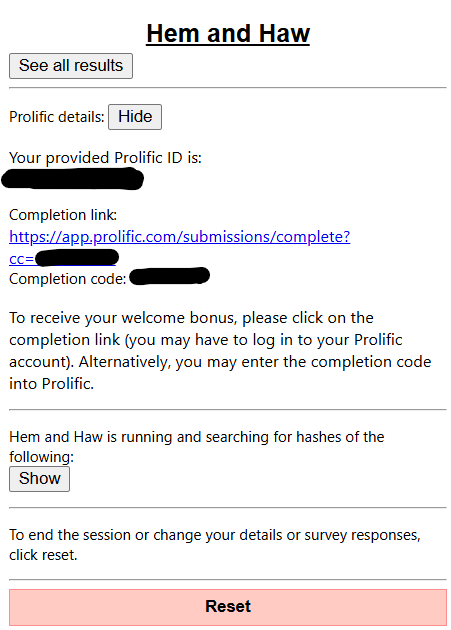 Hem and Haw
See all results
Prolific details: Hide
Your provided Prolific ID is:
Completion link:
https://app.prolific.com/submissions/complete?
cc=
Completion code:
To receive your welcome bonus, please click on the
completion link (you may have to log in to your Prolific
account). Alternatively, you may enter the completion code
into Prolific.
Hem and Haw is running and searching for hashes of the
following:
Show
To end the session or change your details or survey responses,
click reset.
Reset